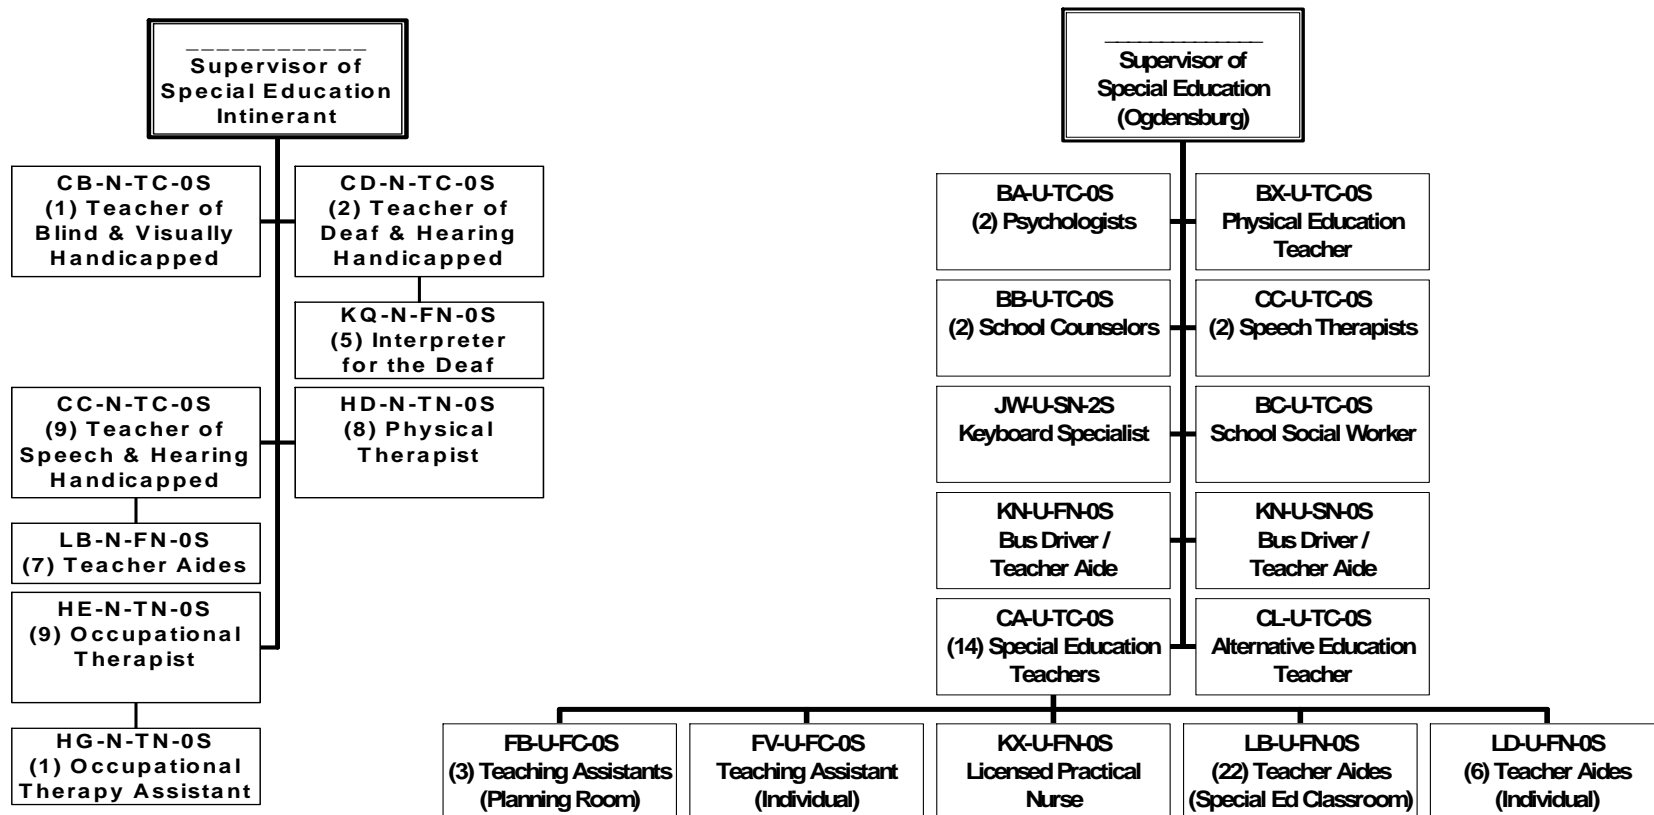 ____________
Supervisor of
Special Education
Intinerant
CB-N-TC-0S
(1) Teacher of
Blind & Visually
Handicapped
CD-N-TC-0S
(2) Teacher of
Deaf & Hearing
Handicapped
KQ-N-FN-0S
(5) Interpreter
for the Deaf
CC-N-TC-0S
(9) Teacher of
Speech & Hearing
Handicapped
HD-N-TN-0S
(8) Physical
Therapist
LB-N-FN-0S
(7) Teacher Aides
HE-N-TN-0S
(9) Occupational
Therapist
HG-N-TN-0S
(1) Occupational
Therapy Assistant
______________
Supervisor of
Special Education
(Ogdensburg)
BA-U-TC-0S
(2) Psychologists
BX-U-TC-0S
Physical Education
Teacher
BB-U-TC-0S
(2) School Counselors
CC-U-TC-0S
(2) Speech Therapists
JW-U-SN-2S
Keyboard Specialist
BC-U-TC-0S
School Social Worker
KN-U-FN-0S
Bus Driver /
Teacher Aide
KN-U-SN-0S
Bus Driver /
Teacher Aide
CA-U-TC-0S
(14) Special Education
Teachers
CL-U-TC-0S
Alternative Education
Teacher
FB-U-FC-0S
(3) Teaching Assistants
(Planning Room)
FV-U-FC-0S
Teaching Assistant
(Individual)
KX-U-FN-0S
Licensed Practical
Nurse
LB-U-FN-0S
(22) Teacher Aides
(Special Ed Classroom)
LD-U-FN-0S
(6) Teacher Aides
(Individual)